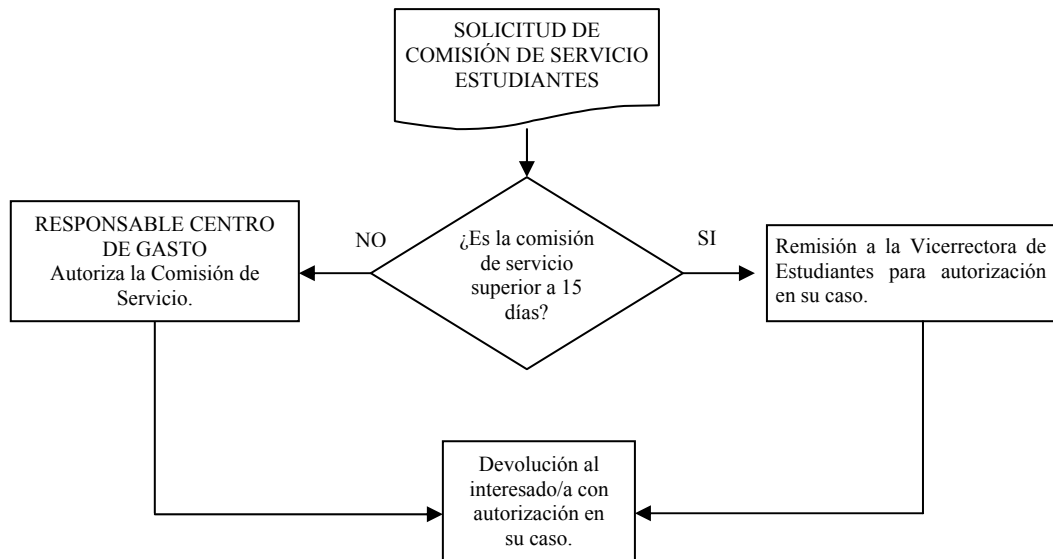 SOLICITUD DE
COMISIÓN DE SERVICIO
ESTUDIANTES
RESPONSABLE CENTRO
DE GASTO
Autoriza la Comisión de
Servicio.
NO
¿Es la comisión
de servicio
superior a 15
días?
SI
Remisión a la Vicerrectora de
Estudiantes para autorización
en su caso.
Devolución al
interesado/a con
autorización en
su caso.